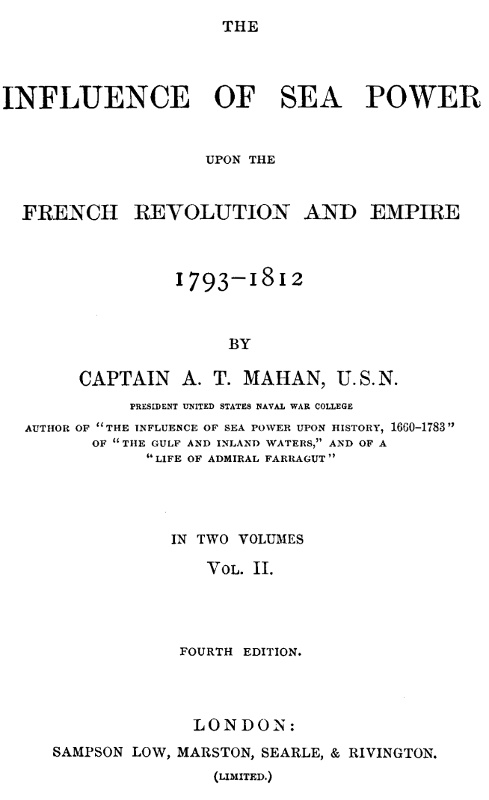 THE
INFLUENCE OF SEA POWER
UPON THE
FRENCH REVOLUTION AND EMPIRE
1793–1812
BY
CAPTAIN A. T. MAHAN, U.S.N.
PRESIDENT UNITED STATES NAVAL WAR COLLEGE
AUTHOR OF "THE INFLUENCE OF SEA POWER UPON HISTORY, 1660–1783"
OF "THE GULF AND INLAND WATERS," AND OF A
"LIFE OF ADMIRAL FARRAGUT"
IN TWO VOLUMES
VOL. II.
FOURTH EDITION.
LONDON:
SAMPSON LOW, MARSTON, SEARLE, & RIVINGTON.
(LIMITED.)